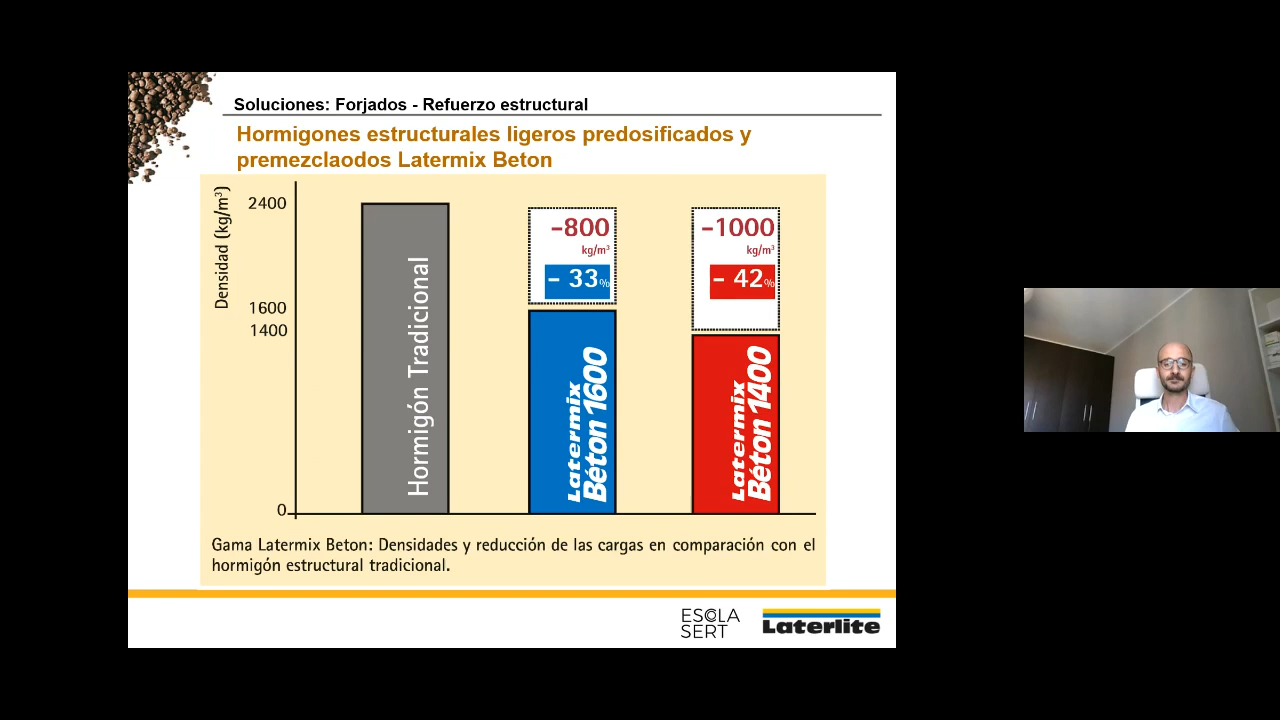 Soluciones: Forjados - Refuerzo estructural
Hormigones estructurales ligeros predosificados y
premezclaodos Latermix Beton
Densidad (kg/m³)
2400
1600
1400
0
Hormigón Tradicional
-800
kg/m³
- 33%
Latermix
Béton 1600
-1000
kg/m³
- 42%
Latermix
Béton 1400
Gama Latermix Beton: Densidades y reducción de las cargas en comparación con el
hormigón estructural tradicional.
ESCOLA
SERT
Laterlite